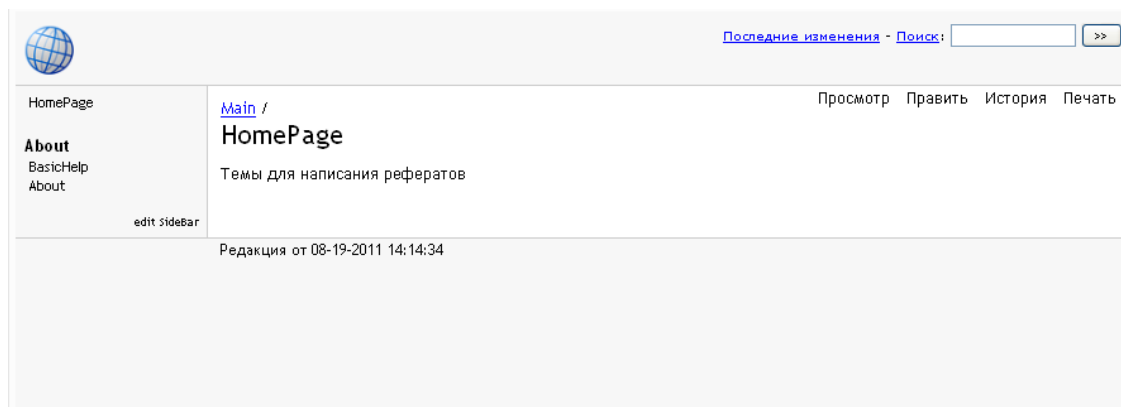 Последние изменения - Поиск: >>
HomePage
About
BasicHelp
About
edit SideBar
Просмотр Править История Печать
Main /
HomePage
Темы для написания рефератов
Редакция от 08-19-2011 14:14:34